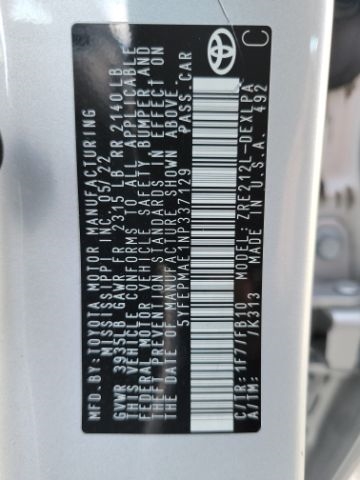 MFD. BY: TOYOTA MOTOR MANUFACTURING
MISSISSIPPI INC. 05/22
GVWR 3935LB GAWR FR 2315 LB RR 2140 LB
THIS VEHICLE CONFORMS TO ALL APPLICABLE
FEDERAL MOTOR VEHICLE SAFETY, BUMPER AND
THEFT PREVENTION STANDARDS IN EFFECT ON
THE DATE OF MANUFACTURE SHOWN ABOVE.
5YFEPMAE1NP337129 PASS.CAR
C
C/TR: 1F7/FB10 MODEL: ZRE212L-DEXLPA
A/TM: -/K313 MADE IN U.S.A. 492